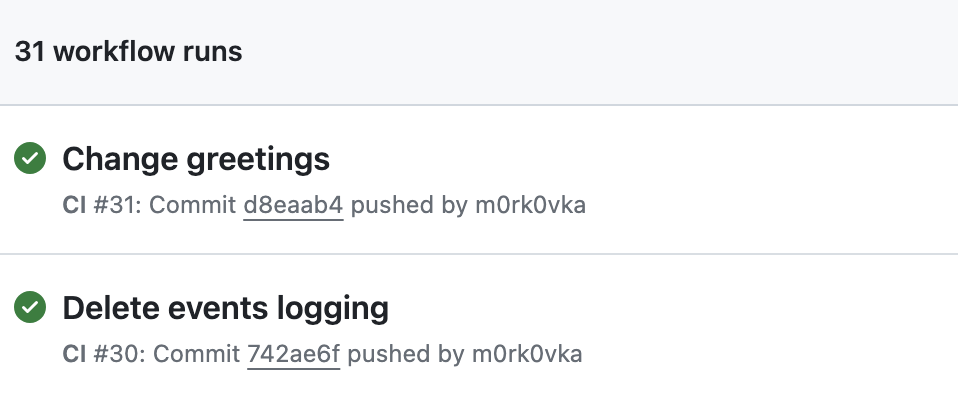 31 workflow runs
Change greetings
CI #31: Commit d8eaab4 pushed by m0rk0vka
Delete events logging
CI #30: Commit 742ae6f pushed by m0rk0vka